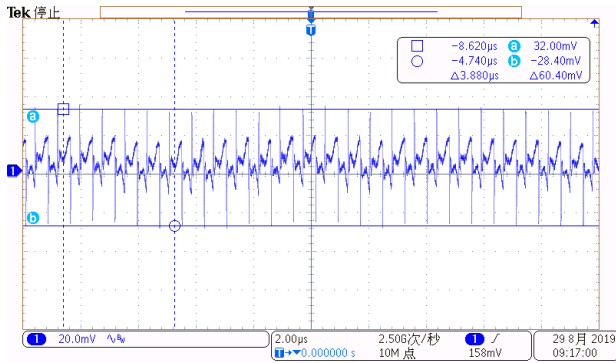 Tek 停止
T
T
-8.620µs a 32.00mV
-4.740µs b -28.40mV
Δ3.880µs Δ60.40mV
a
1
b
1 20.0mV
2.00µs 2.50G次/秒 1
T 0.000000 s 10M 点 158mV
29 8月 2019
09:17:00